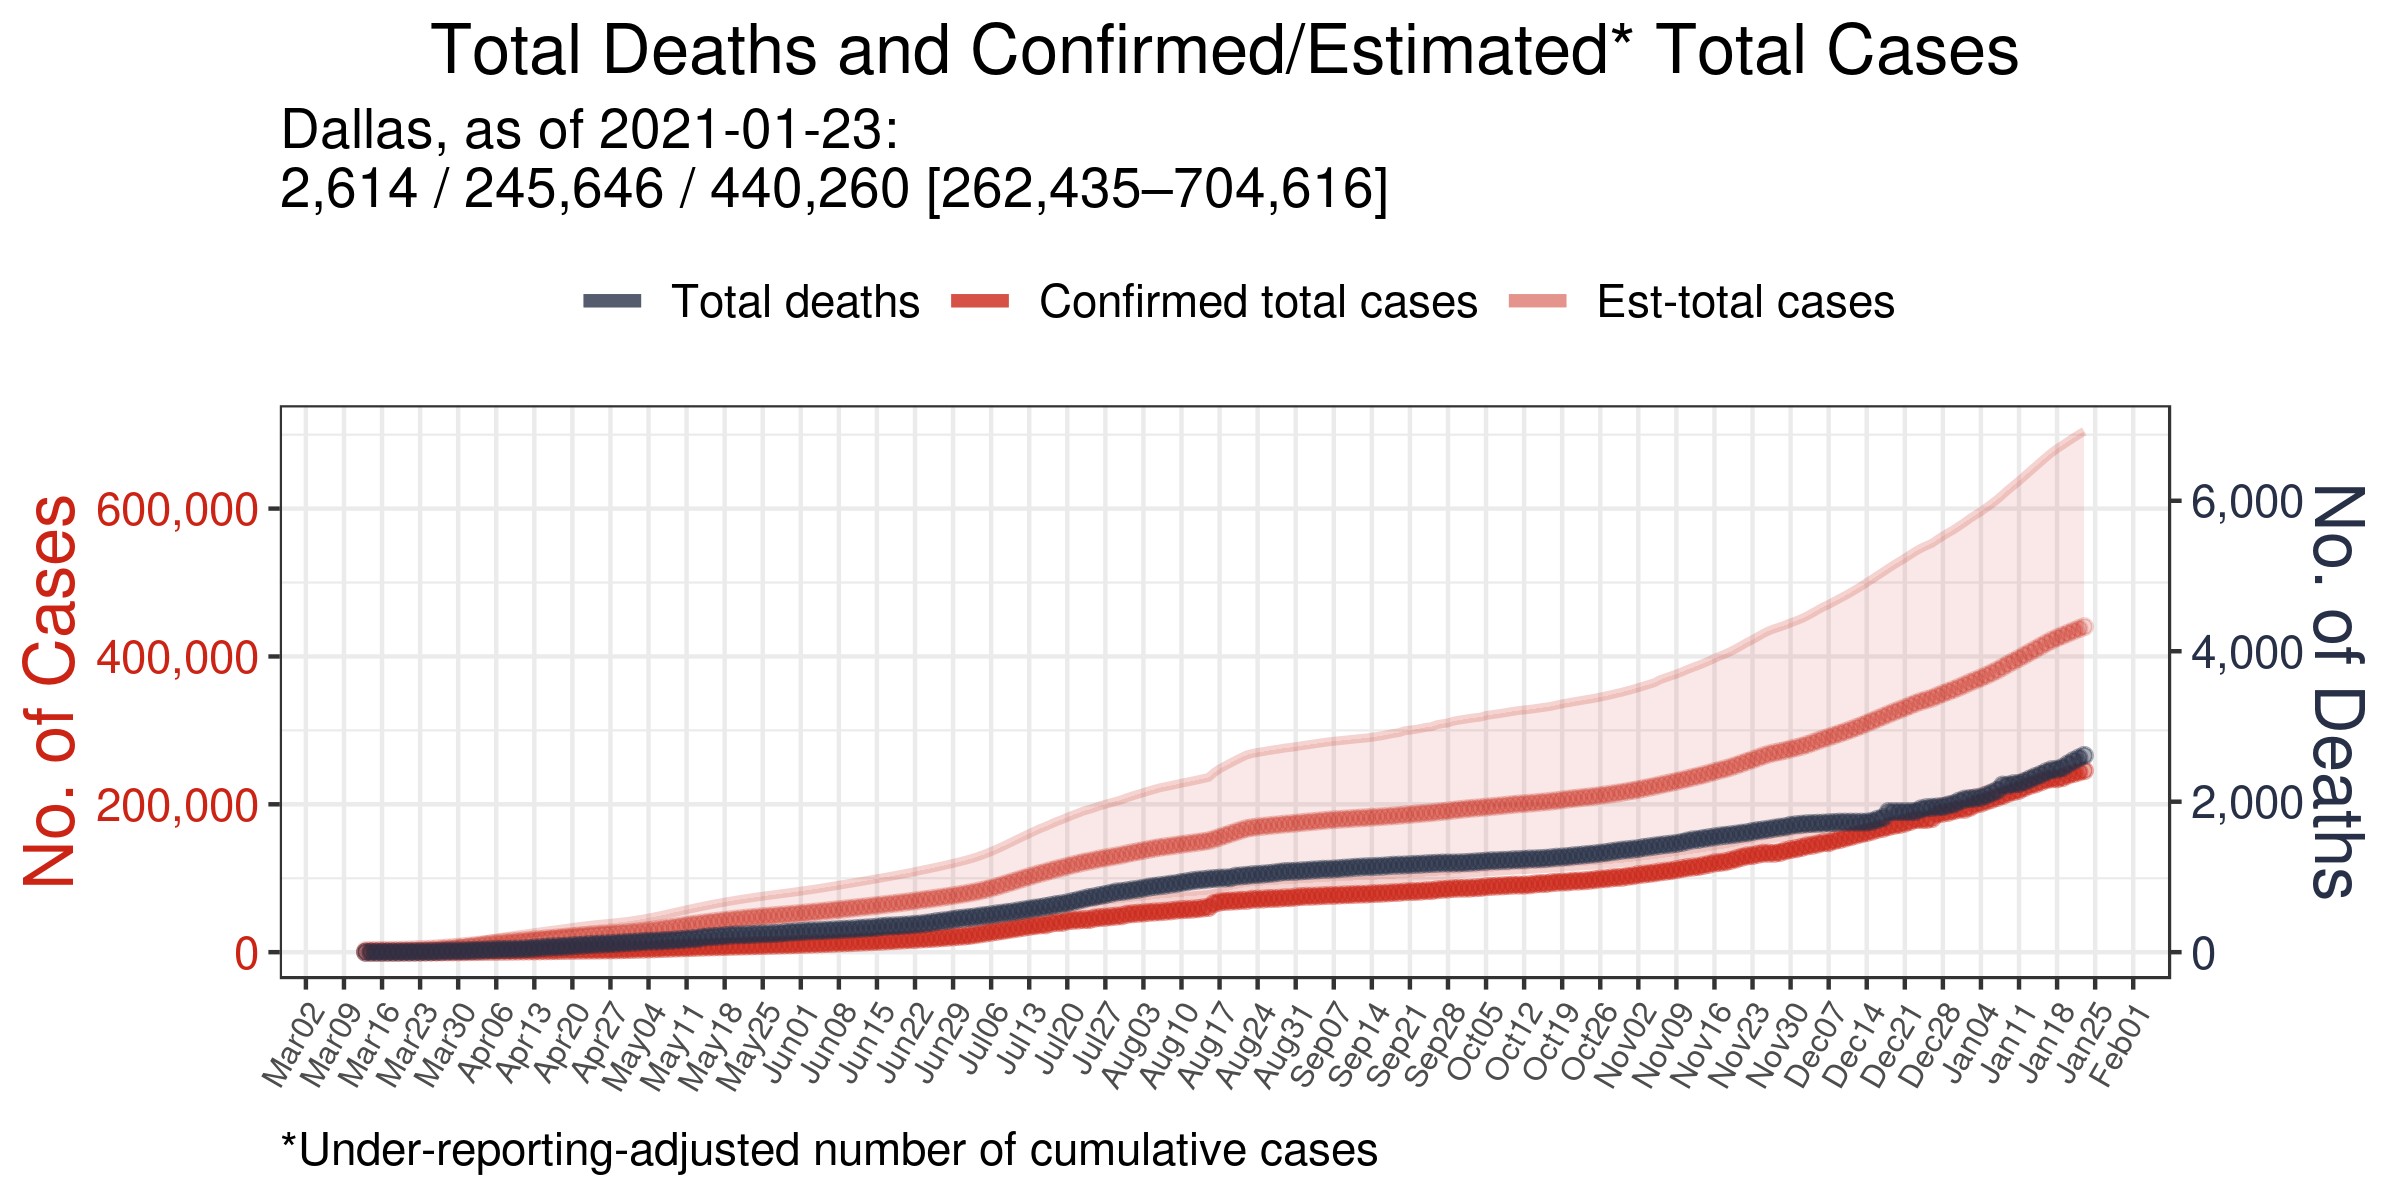 Total Deaths and Confirmed/Estimated* Total Cases
Dallas, as of 2021-01-23:
2,614 / 245,646 / 440,260 [262,435–704,616]
Total deaths
Confirmed total cases
Est-total cases
No. of Cases
600,000
400,000
200,000
0
6,000
4,000
2,000
0
No. of Deaths
Mar02
Mar09
Mar16
Mar23
Mar30
Apr06
Apr13
Apr20
Apr27
May04
May11
May18
May25
Jun01
Jun08
Jun15
Jun22
Jun29
Jul06
Jul13
Jul20
Jul27
Aug03
Aug10
Aug17
Aug24
Aug31
Sep07
Sep14
Sep21
Sep28
Oct05
Oct12
Oct19
Oct26
Nov02
Nov09
Nov16
Nov23
Nov30
Dec07
Dec14
Dec21
Dec28
Jan04
Jan11
Jan18
Jan25
Feb01
*Under-reporting-adjusted number of cumulative cases